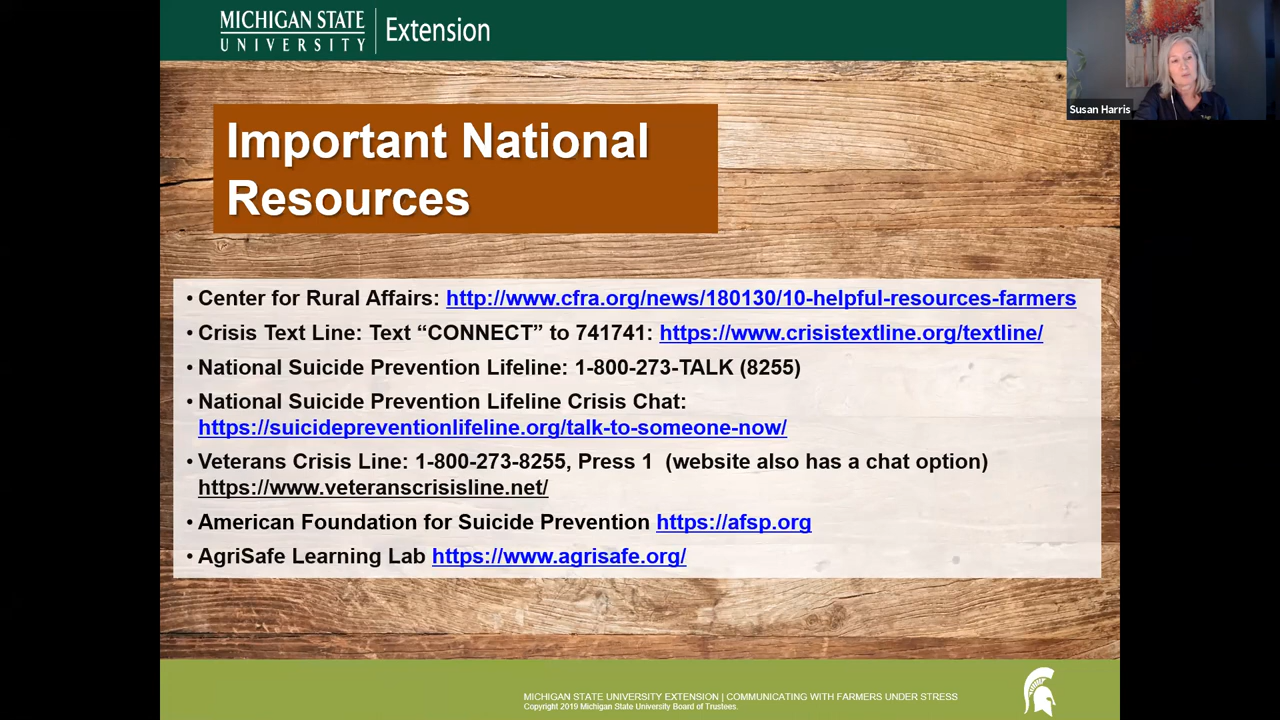 MICHIGAN STATE
UNIVERSITY
Extension
Susan Harris
Important National
Resources
• Center for Rural Affairs: http://www.cfra.org/news/180130/10-helpful-resources-farmers
• Crisis Text Line: Text “CONNECT” to 741741: https://www.crisistextline.org/textline/
• National Suicide Prevention Lifeline: 1-800-273-TALK (8255)
• National Suicide Prevention Lifeline Crisis Chat:
https://suicidepreventionlifeline.org/talk-to-someone-now/
• Veterans Crisis Line: 1-800-273-8255, Press 1 (website also has a chat option)
https://www.veteranscrisisline.net/
• American Foundation for Suicide Prevention https://afsp.org
• AgriSafe Learning Lab https://www.agrisafe.org/
MICHIGAN STATE UNIVERSITY EXTENSION | COMMUNICATING WITH FARMERS UNDER STRESS
Copyright 2019 Michigan State University Board of Trustees.